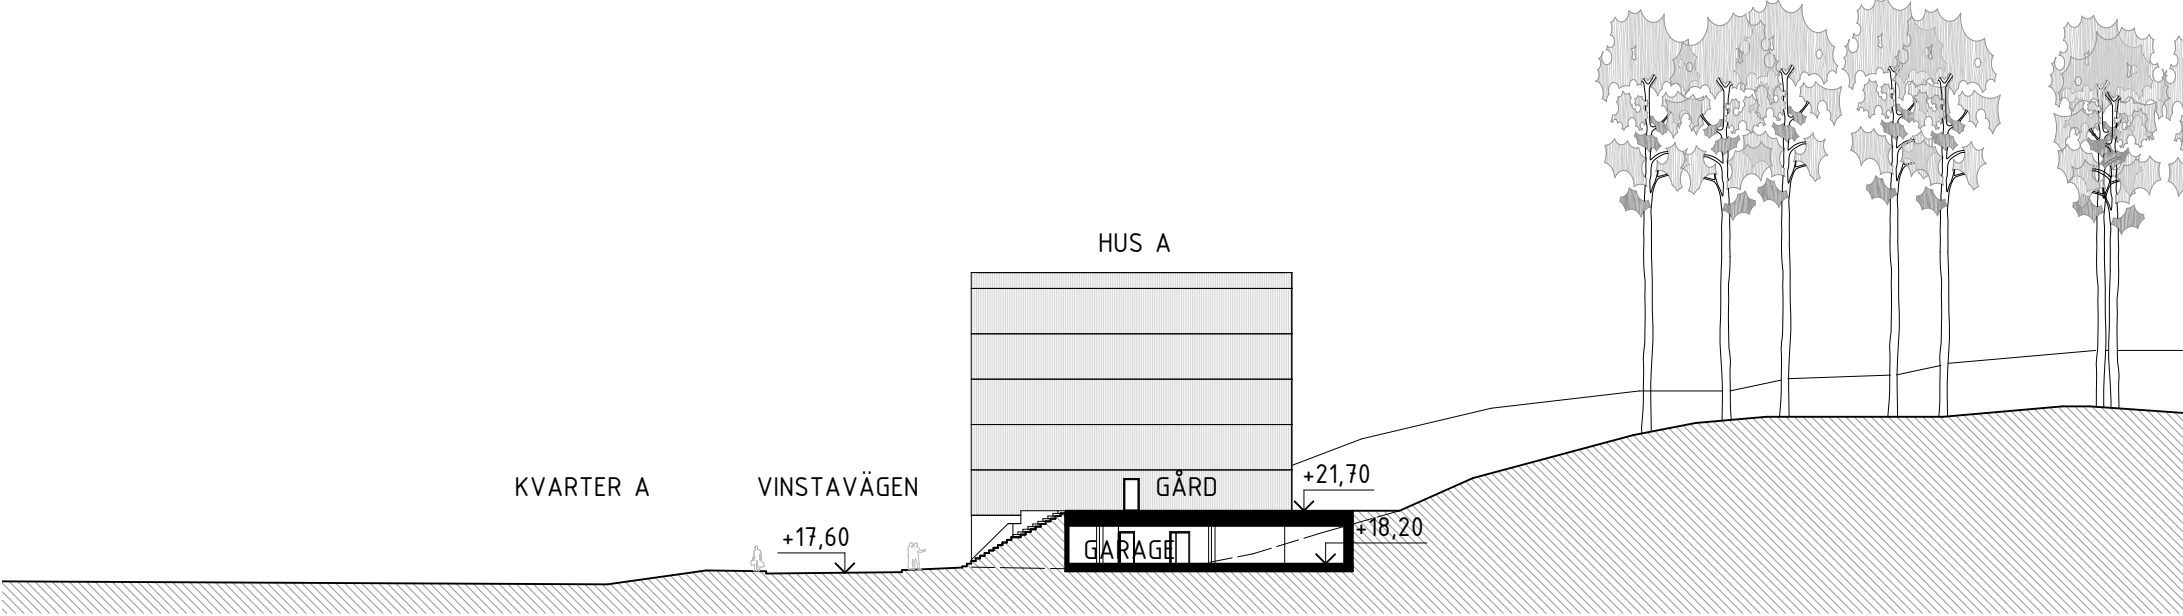 HUS A
KVARTER A
VINSTAVÄGEN
GÅRD
+21,70
+17,60
+18,20
GARAGE